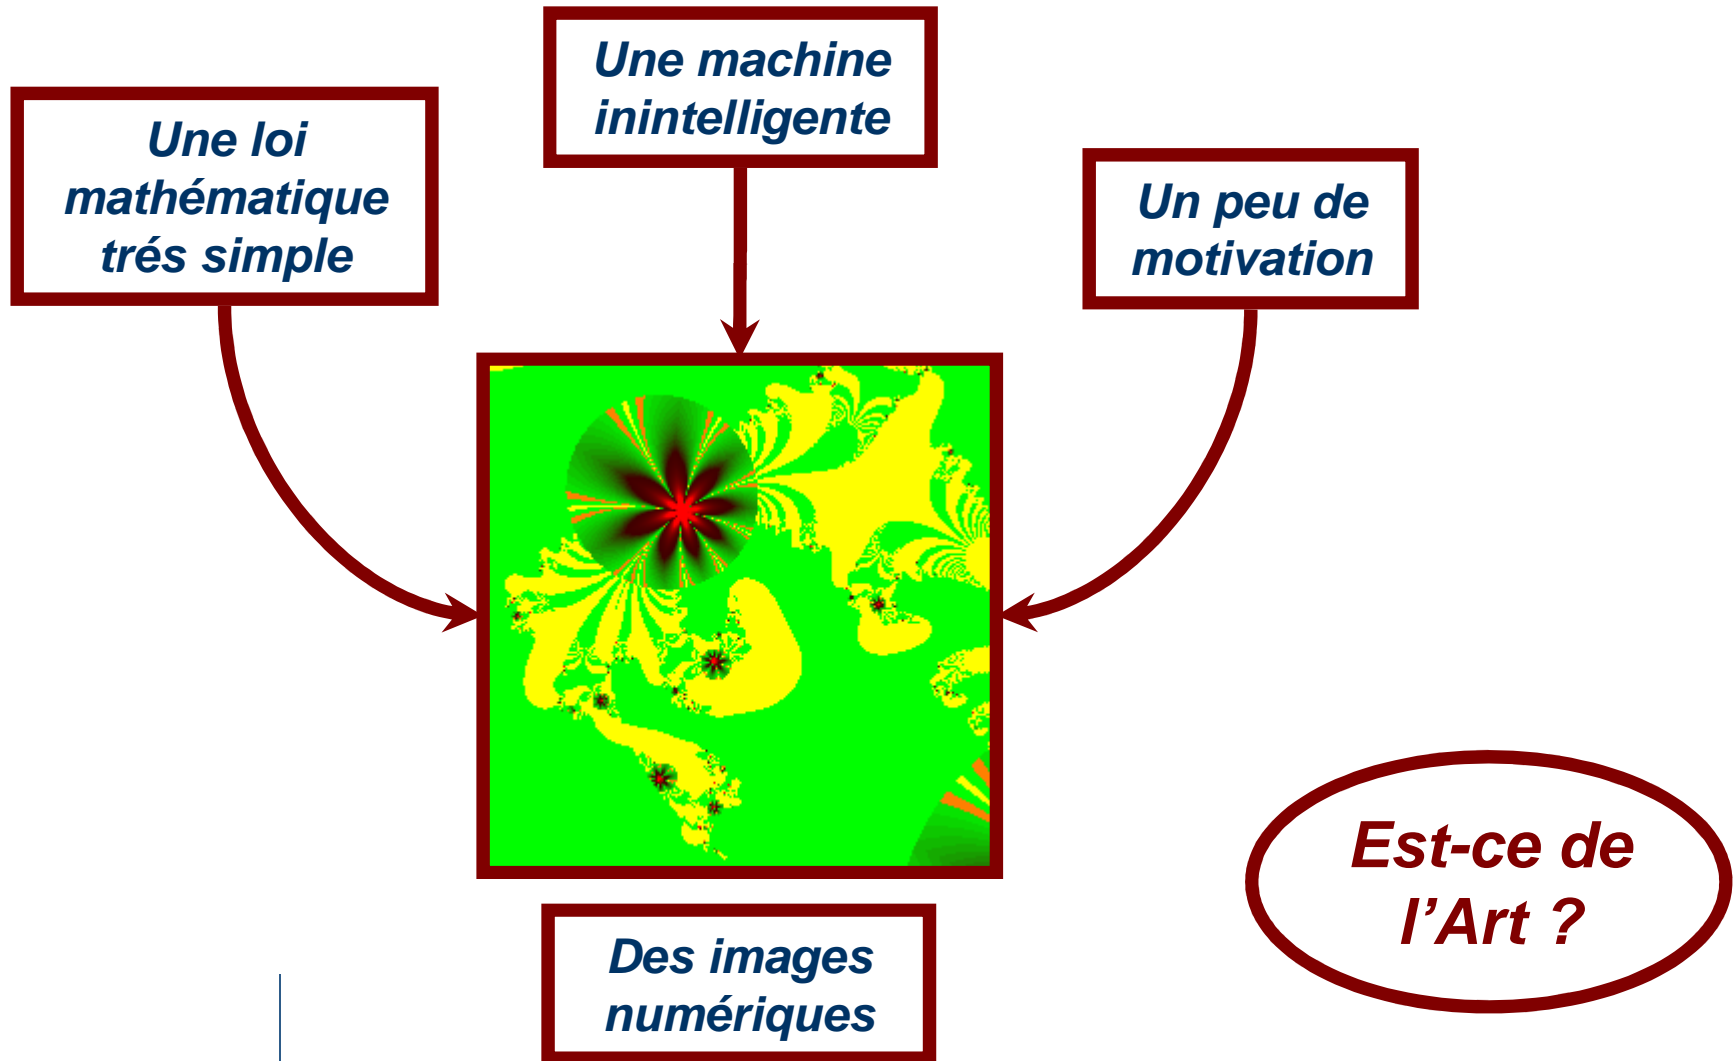 Une loi
mathématique
trés simple
Une machine
inintelligente
Un peu de
motivation
Des images
numériques
Est-ce de
l’Art ?